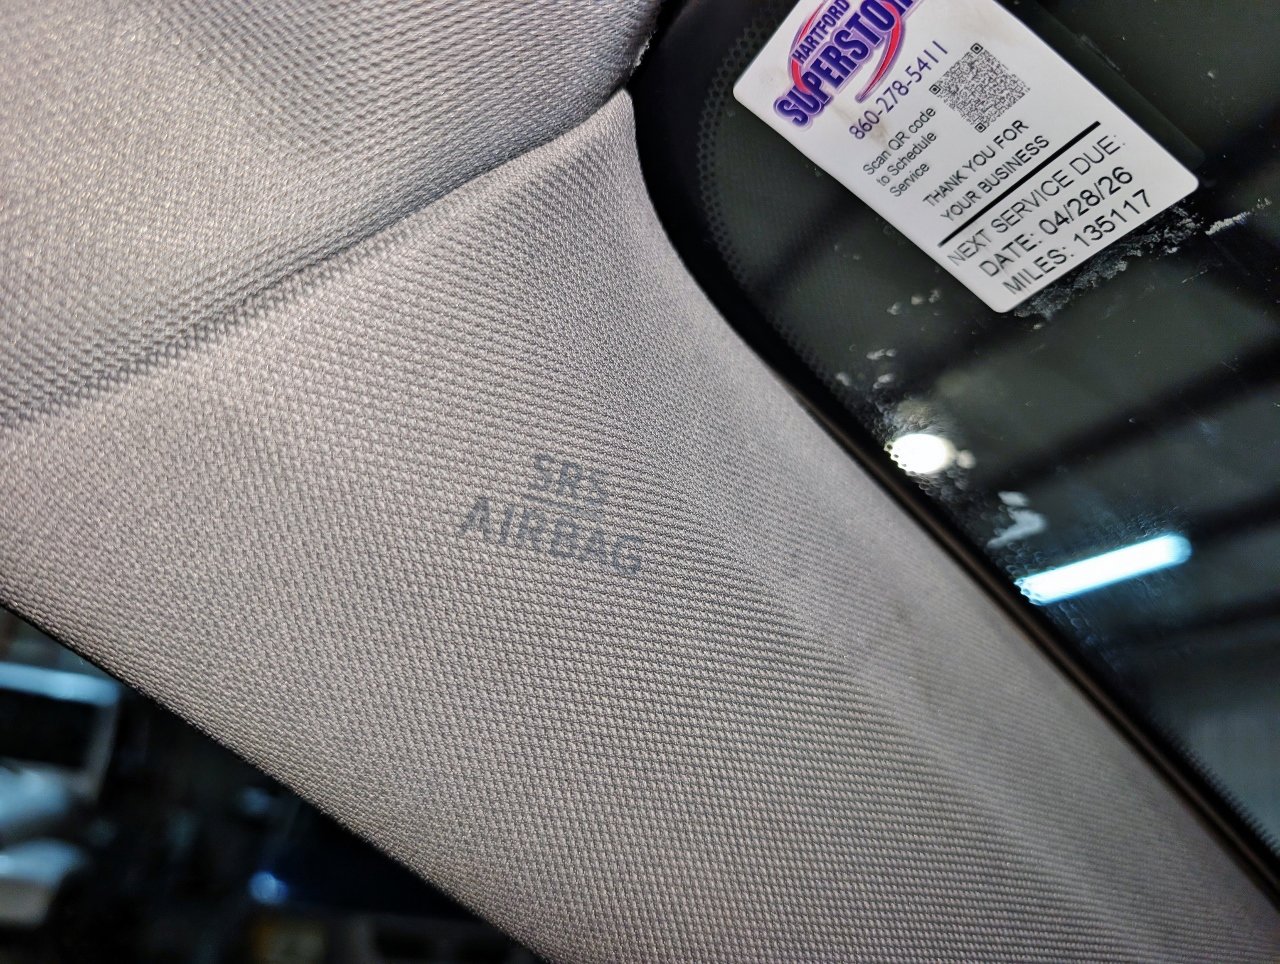 HARTFORD
860-278-5411
Scan QR code
to Schedule
Service
THANK YOU FOR
YOUR BUSINESS
NEXT SERVICE DUE:
DATE: 04/28/26
MILES: 135117
SRS
AIRBAG